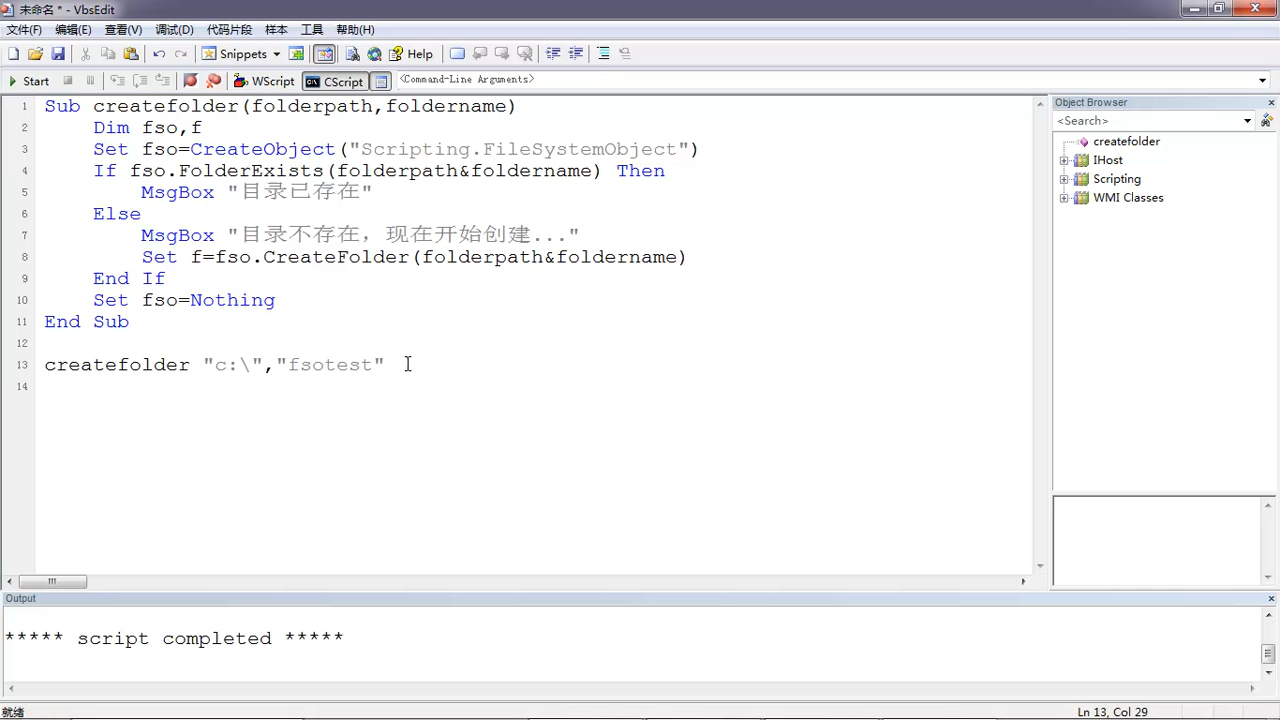 未命名 * - VbsEdit
文件(F) 编辑(E) 查看(V) 调试(D) 代码片段 样本 工具 帮助(H)
Snippets Help
Start WScript CScript <Command-Line Arguments>
1 Sub createfolder(folderpath,foldername)
2 Dim fso,f
3 Set fso=CreateObject("Scripting.FileSystemObject")
4 If fso.FolderExists(folderpath&foldername) Then
5 MsgBox "目录已存在"
6 Else
7 MsgBox "目录不存在，现在开始创建..."
8 Set f=fso.CreateFolder(folderpath&foldername)
9 End If
10 Set fso=Nothing
11 End Sub
12
13 createfolder "c:\","fsotest"
14
Object Browser
<Search>
createfolder
IHost
Scripting
WMI Classes
Output
***** script completed *****
就绪 Ln 13, Col 29